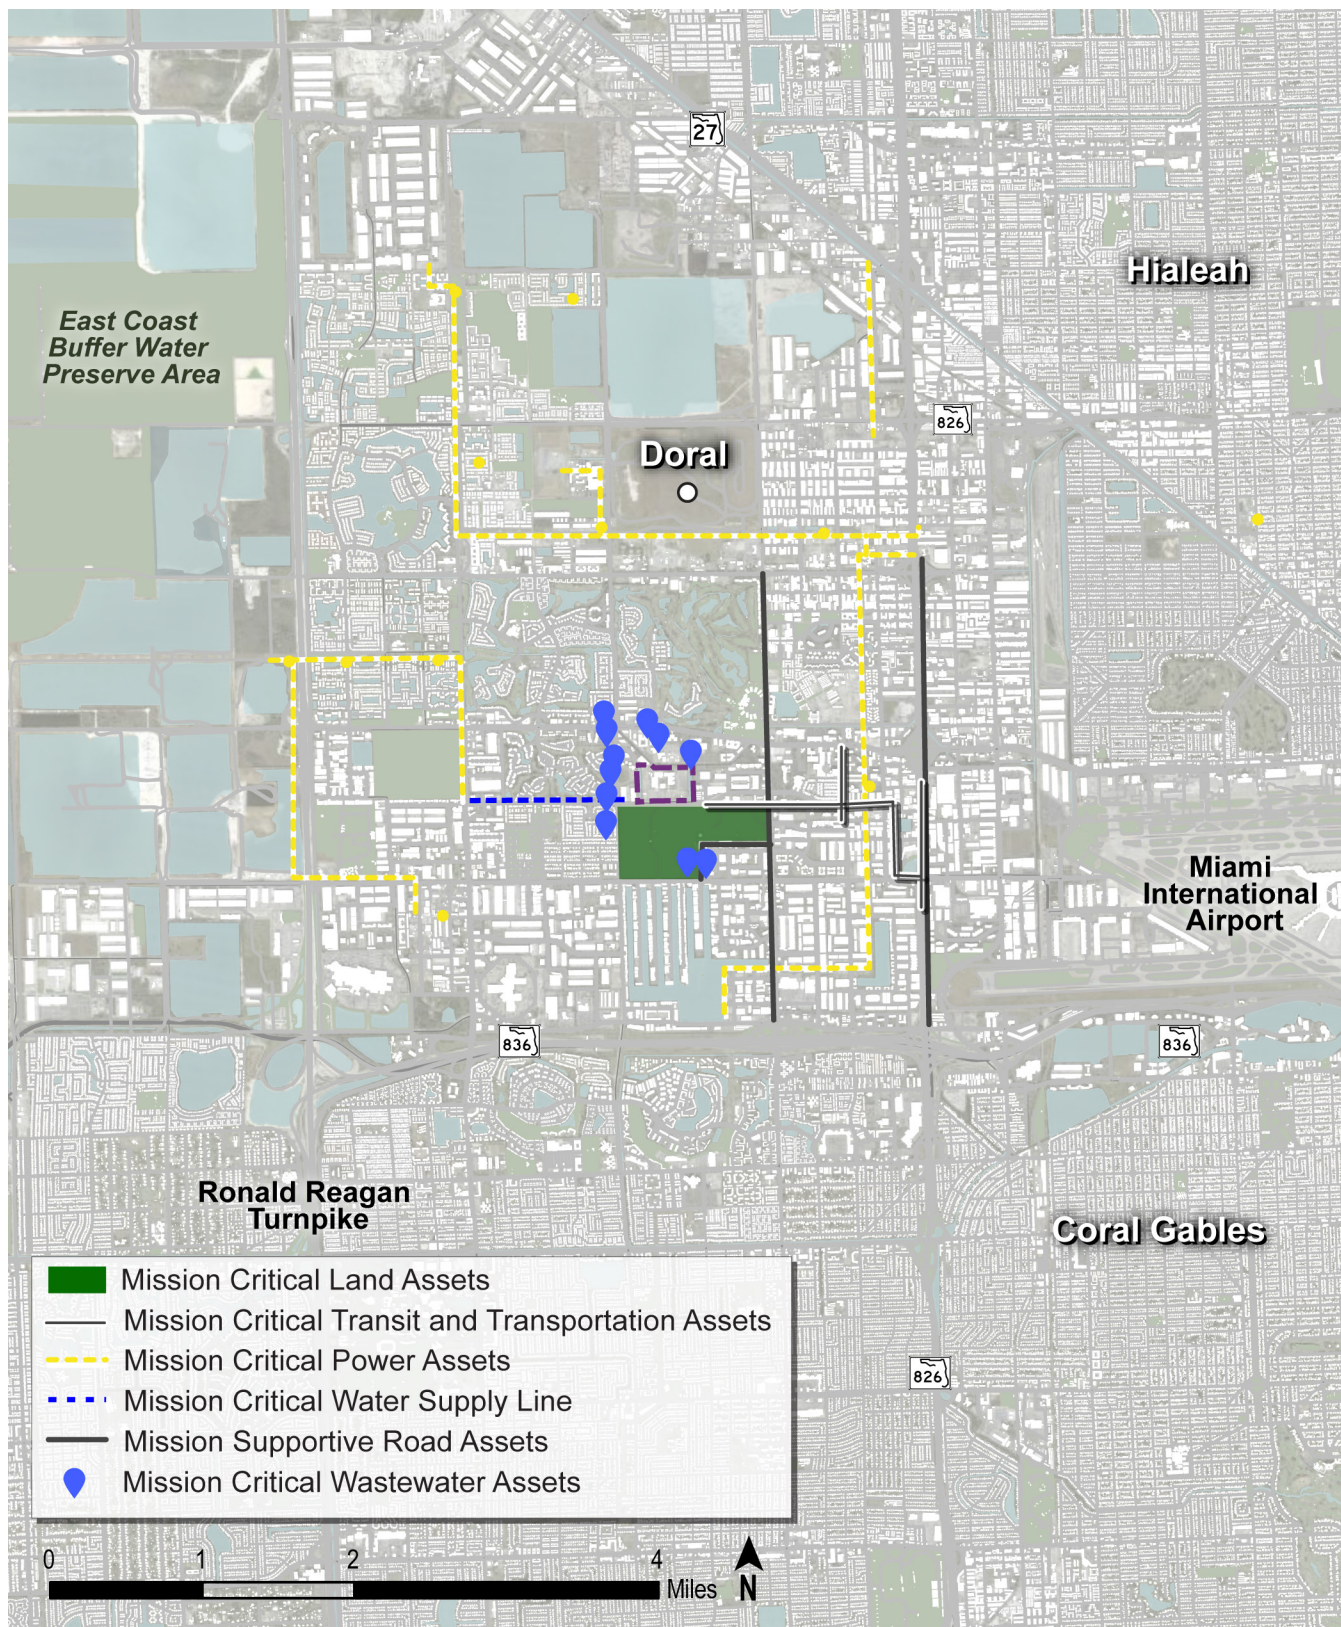 27
Hialeah
East Coast
Buffer Water
Preserve Area
826
Doral
Miami
International
Airport
836
836
Ronald Reagan
Turnpike
Coral Gables
Mission Critical Land Assets
Mission Critical Transit and Transportation Assets
Mission Critical Power Assets
Mission Critical Water Supply Line
Mission Supportive Road Assets
Mission Critical Wastewater Assets
826
0 1 2 4
Miles
N